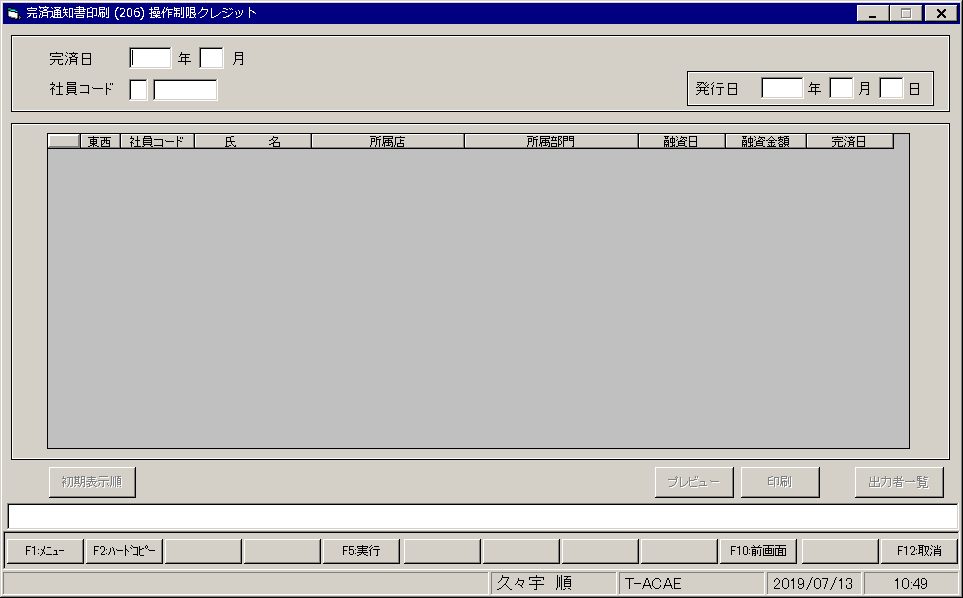 完済通知書印刷 (206) 操作制限クレジット
完済日 年 月
社員コード
発行日 年 月 日
東西 社員コード 氏 名 所属店 所属部門 融資日 融資金額 完済日
初期表示順 プレビュー 印刷 出力者一覧
F1:ﾒﾆｭｰ F2:ﾊｰﾄﾞｺﾋﾟｰ F5:実行 F10:前画面 F12:取消
久々宇 順 T-ACAE 2019/07/13 10:49